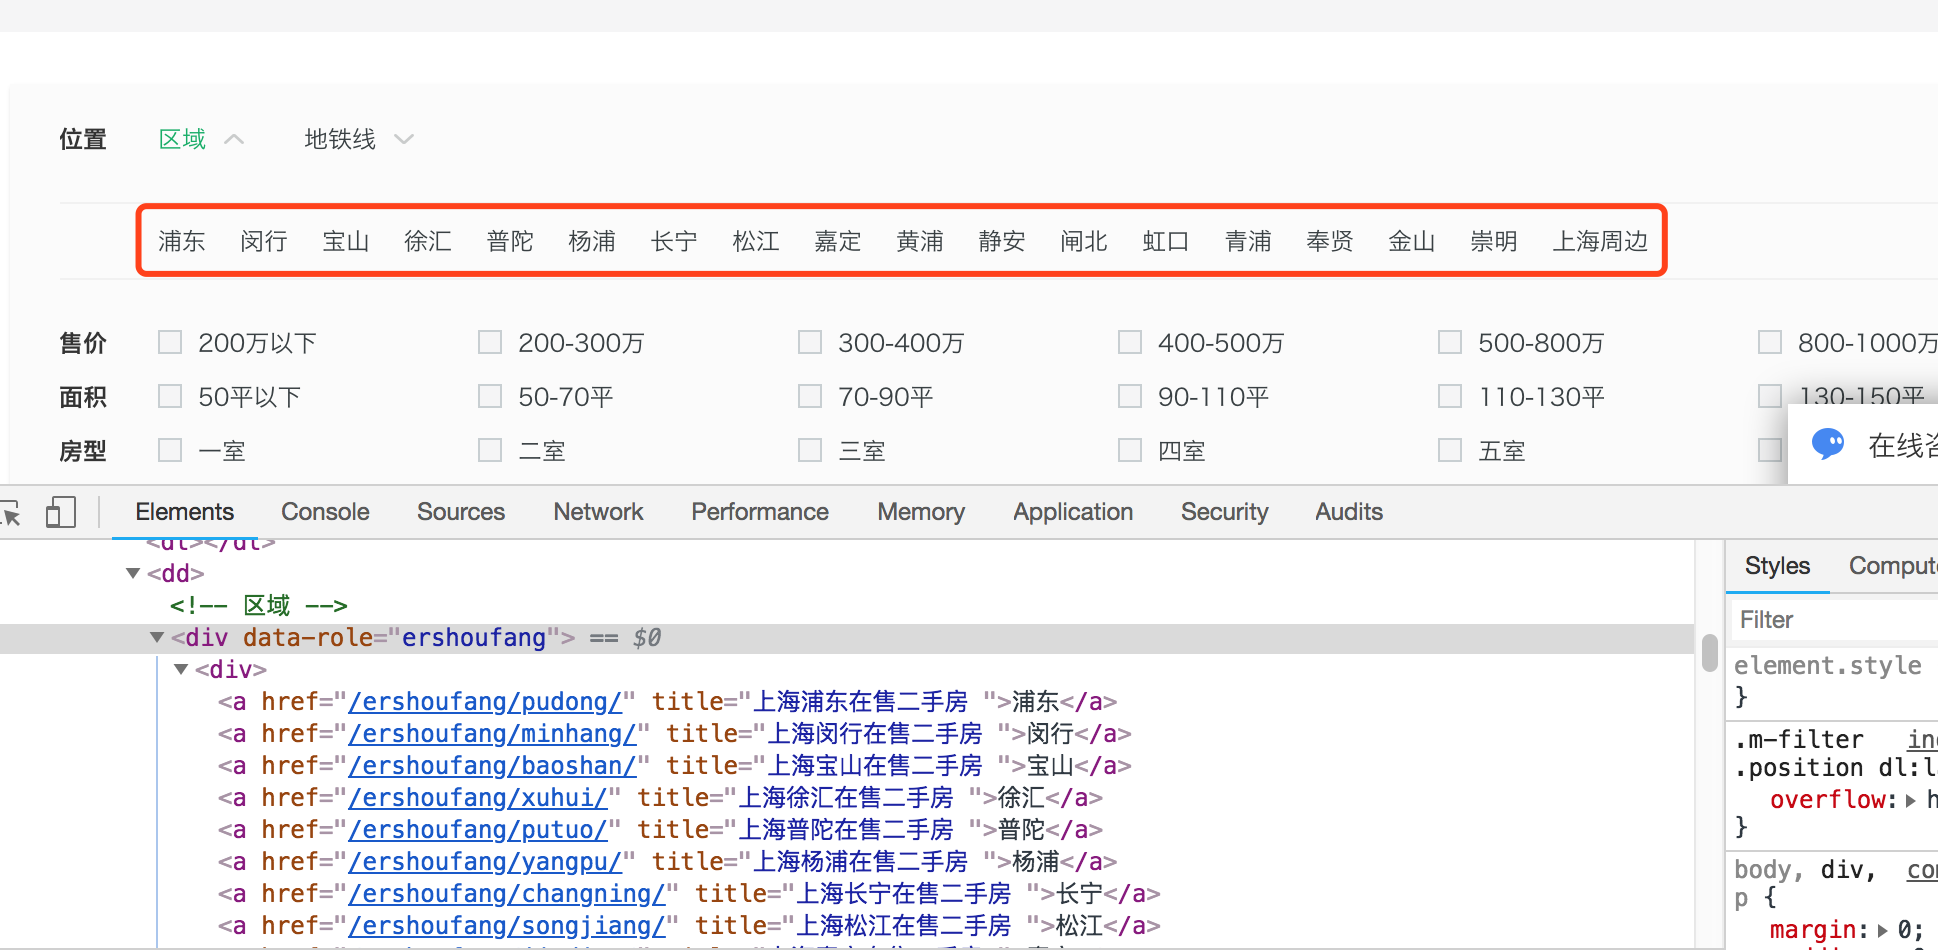 位置 区域 地铁线
浦东 闵行 宝山 徐汇 普陀 杨浦 长宁 松江 嘉定 黄浦 静安 闸北 虹口 青浦 奉贤 金山 崇明 上海周边
售价 200万以下 200-300万 300-400万 400-500万 500-800万 800-1000万
面积 50平以下 50-70平 70-90平 90-110平 110-130平 130-150平
房型 一室 二室 三室 四室 五室
在线咨
Elements Console Sources Network Performance Memory Application Security Audits
<dl></dl>
<dd>
<!-- 区域 -->
<div data-role="ershoufang"> == $0
<div>
<a href="/ershoufang/pudong/" title="上海浦东在售二手房 ">浦东</a>
<a href="/ershoufang/minhang/" title="上海闵行在售二手房 ">闵行</a>
<a href="/ershoufang/baoshan/" title="上海宝山在售二手房 ">宝山</a>
<a href="/ershoufang/xuhui/" title="上海徐汇在售二手房 ">徐汇</a>
<a href="/ershoufang/putuo/" title="上海普陀在售二手房 ">普陀</a>
<a href="/ershoufang/yangpu/" title="上海杨浦在售二手房 ">杨浦</a>
<a href="/ershoufang/changning/" title="上海长宁在售二手房 ">长宁</a>
<a href="/ershoufang/songjiang/" title="上海松江在售二手房 ">松江</a>
Styles Comput
Filter
element.style
}
.m-filter in
.position dl:l
overflow: h
}
body, div, co
p {
margin: 0;